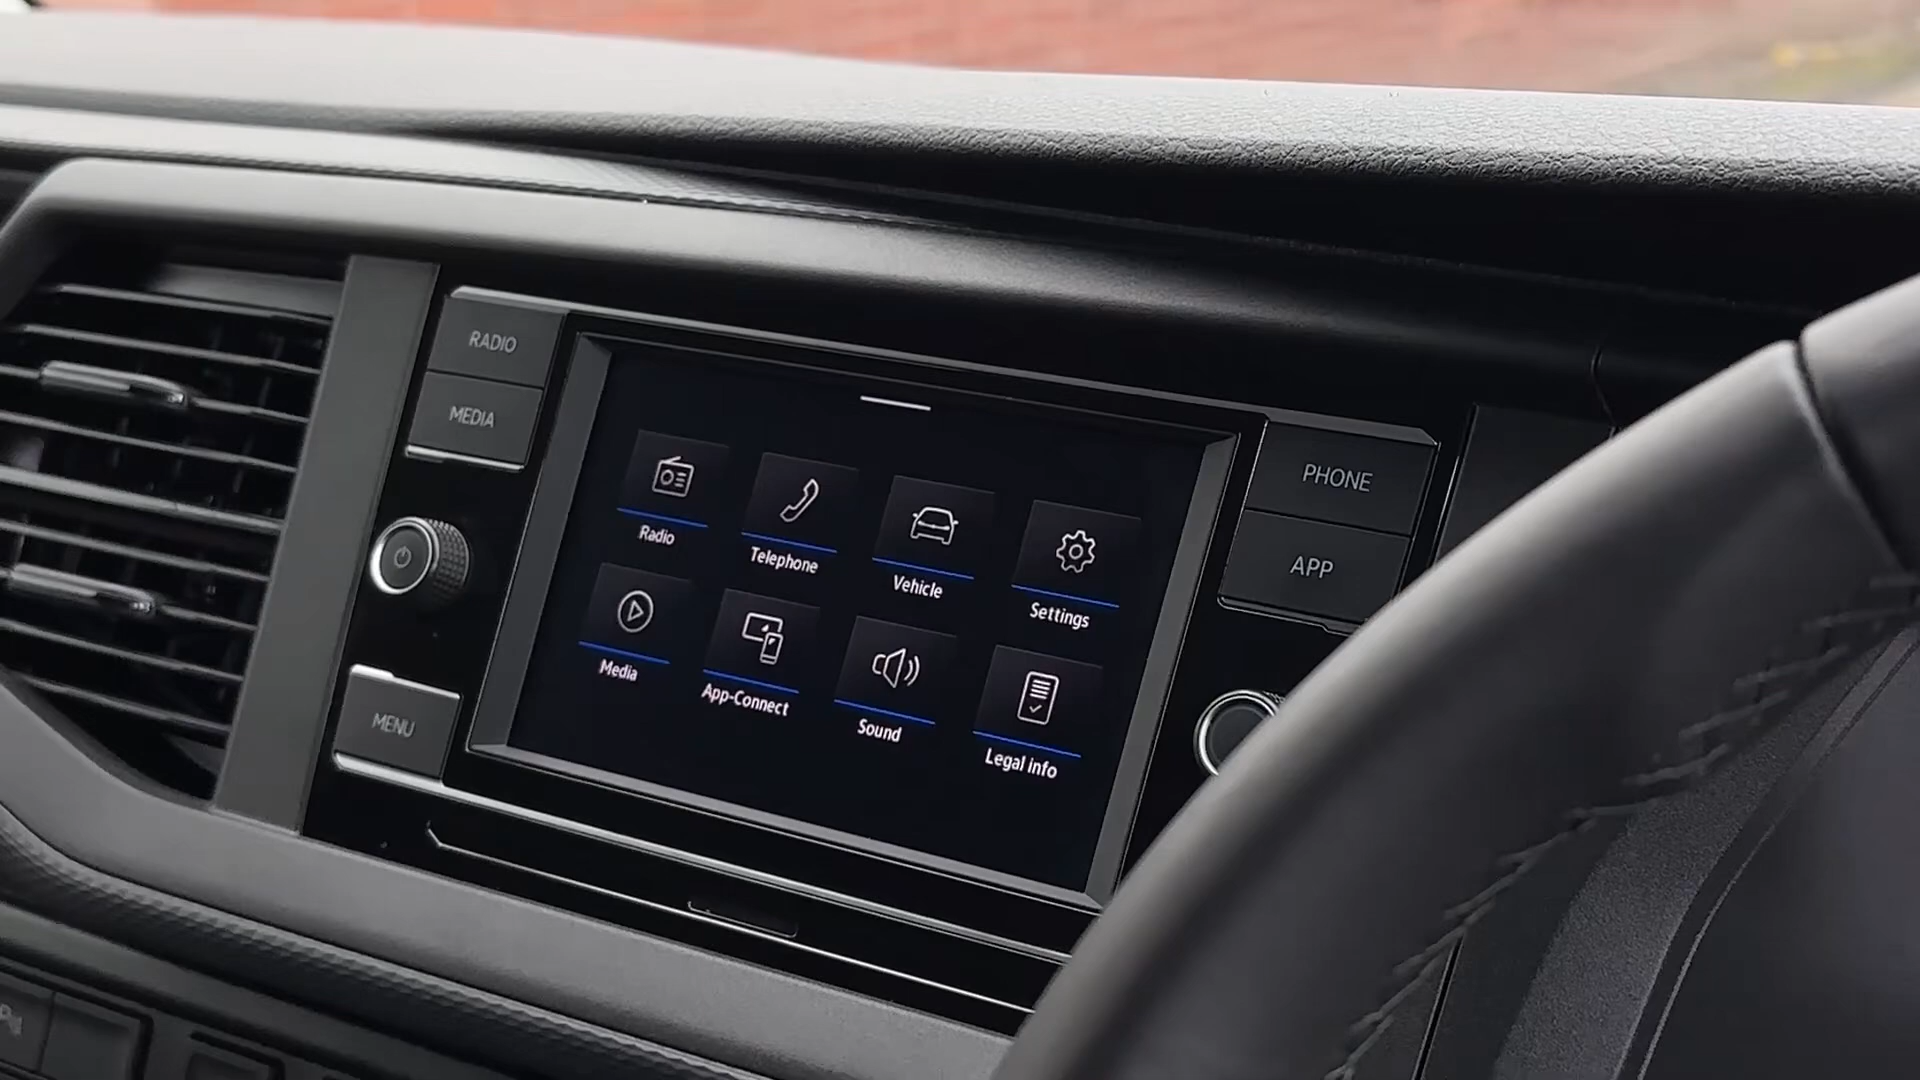 RADIO
MEDIA
MENU
Radio
Telephone
Vehicle
Settings
Media
App-Connect
Sound
Legal info
PHONE
APP